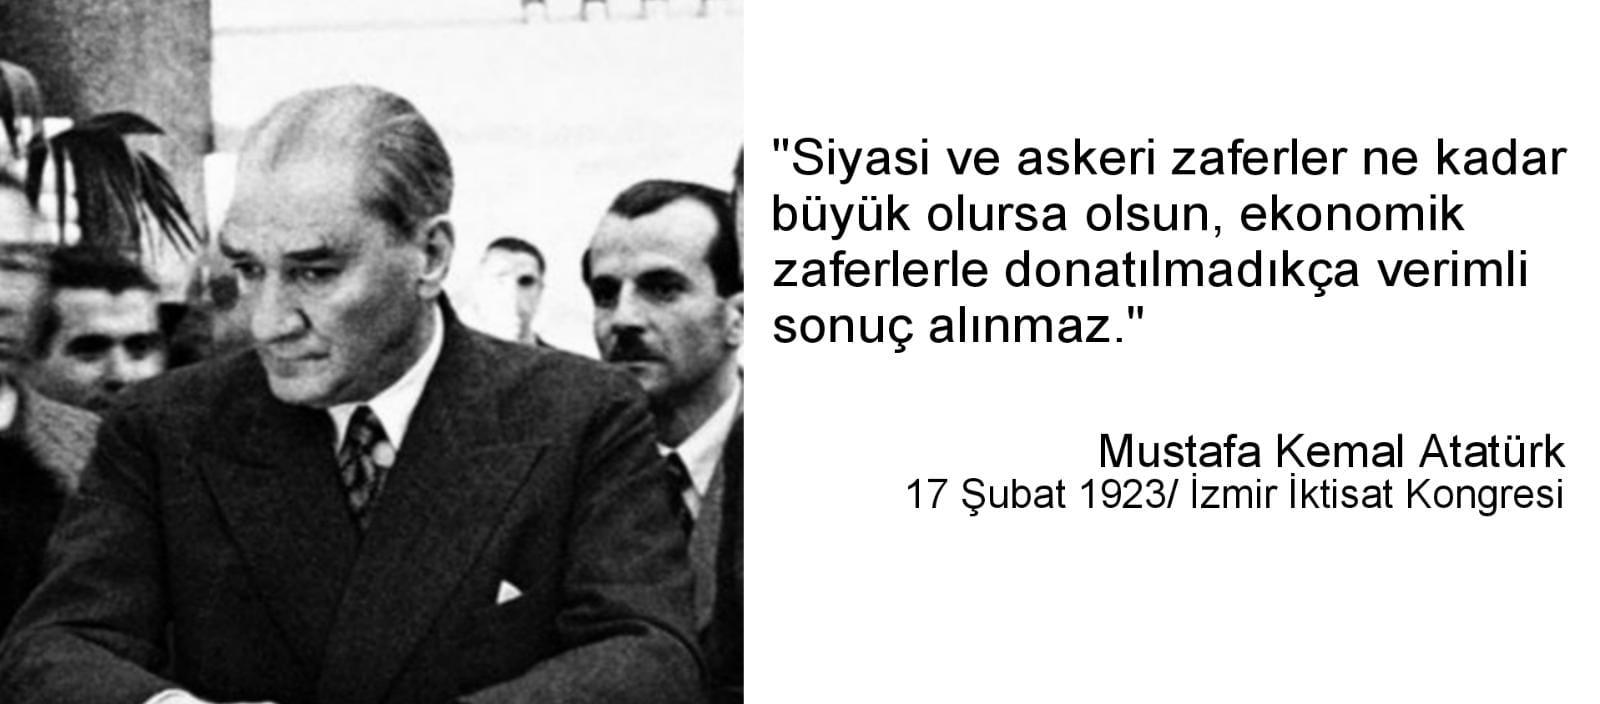 "Siyasi ve askeri zaferler ne kadar
büyük olursa olsun, ekonomik
zaferlerle donatılmadıkça verimli
sonuç alınmaz."
Mustafa Kemal Atatürk
17 Şubat 1923/ İzmir İktisat Kongresi